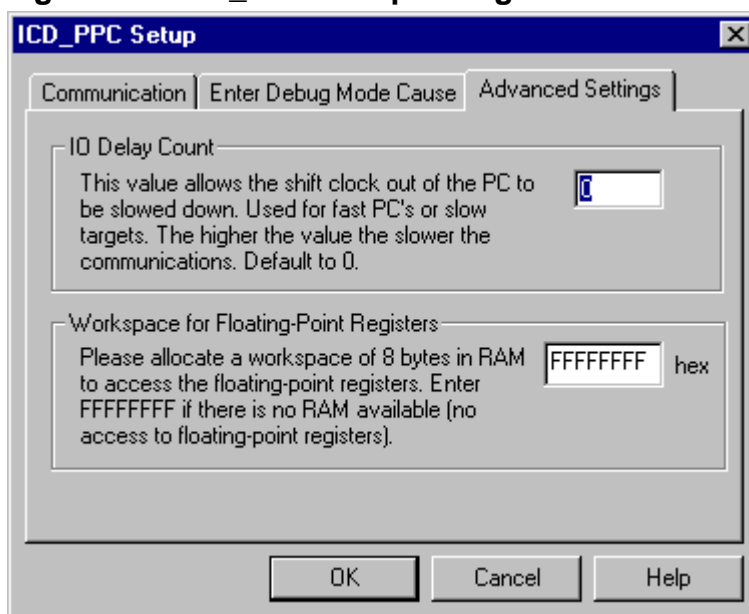 ICD_PPC Setup
Communication
Enter Debug Mode Cause
Advanced Settings
IO Delay Count
This value allows the shift clock out of the PC to
be slowed down. Used for fast PC's or slow
targets. The higher the value the slower the
communications. Default to 0.
0
Workspace for Floating-Point Registers
Please allocate a workspace of 8 bytes in RAM
to access the floating-point registers. Enter
FFFFFFFF if there is no RAM available (no
access to floating-point registers).
FFFFFFFF hex
OK
Cancel
Help